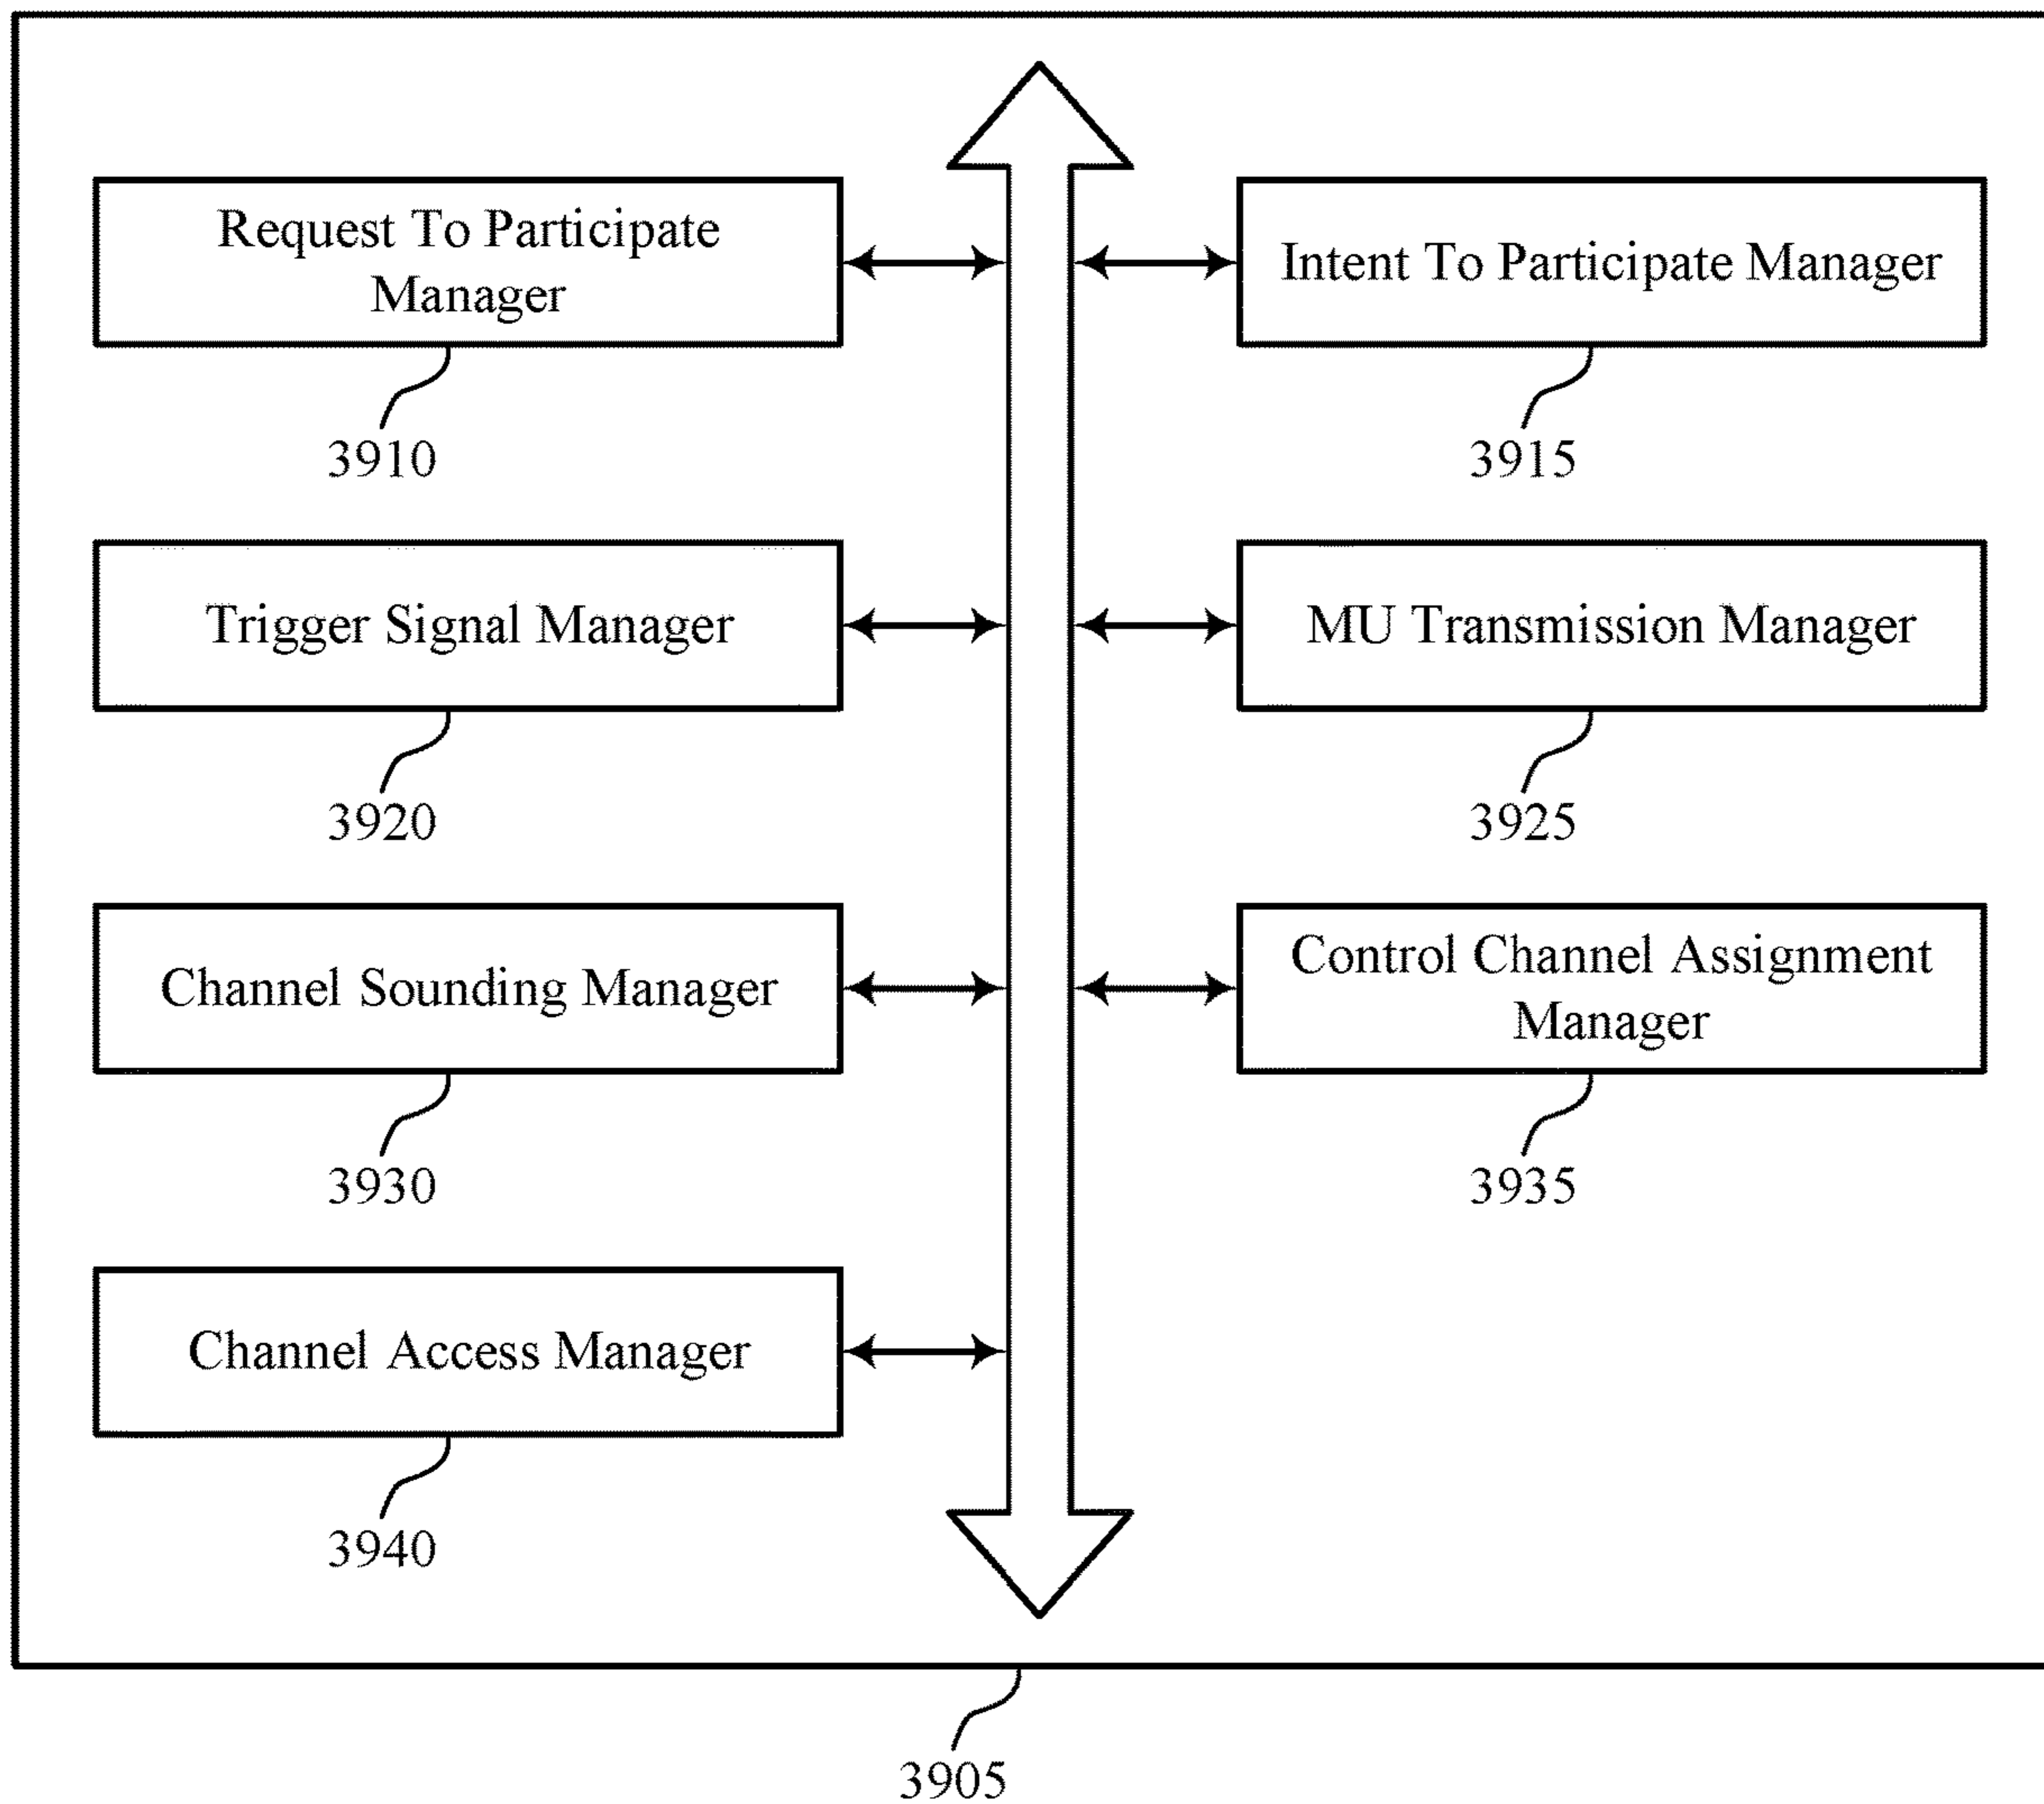 Request To Participate
Manager
3910
Intent To Participate Manager
3915
Trigger Signal Manager
3920
MU Transmission Manager
3925
Channel Sounding Manager
3930
Control Channel Assignment
Manager
3935
Channel Access Manager
3940
3905